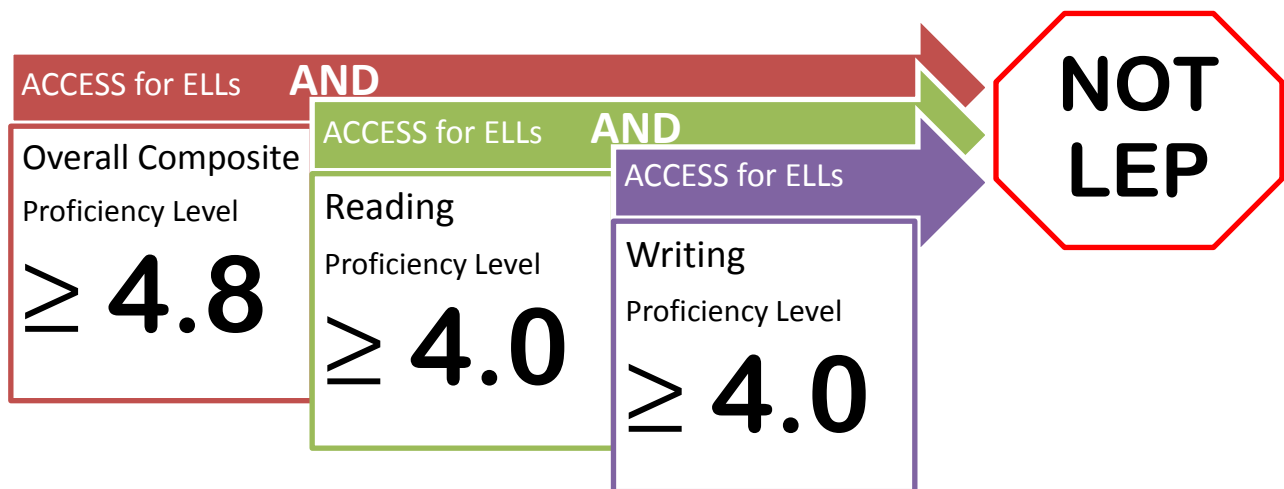 ACCESS for ELLs AND
Overall Composite
Proficiency Level
≥ 4.8
ACCESS for ELLs AND
Reading
Proficiency Level
≥ 4.0
ACCESS for ELLs
Writing
Proficiency Level
≥ 4.0
NOT
LEP